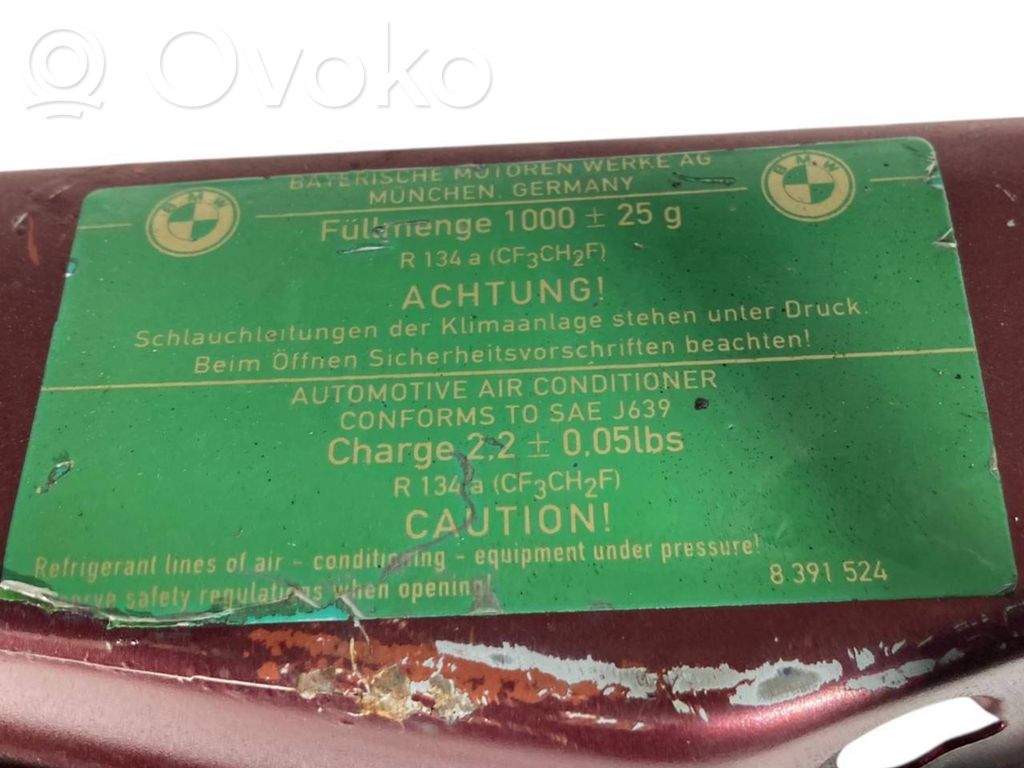 Ovoko
BAYERISCHE MOTOREN WERKE AG
MÜNCHEN, GERMANY
BMW
BMW
Füllmenge 1000 ± 25 g
R 134 a (CF3CH2F)
ACHTUNG!
Schlauchleitungen der Klimaanlage stehen unter Druck.
Beim Öffnen Sicherheitsvorschriften beachten!
AUTOMOTIVE AIR CONDITIONER
CONFORMS TO SAE J639
Charge 2,2 ± 0,05lbs
R 134 a (CF3CH2F)
CAUTION!
Refrigerant lines of air - conditioning - equipment under pressure!
safety regulations when opening!
8 391 524